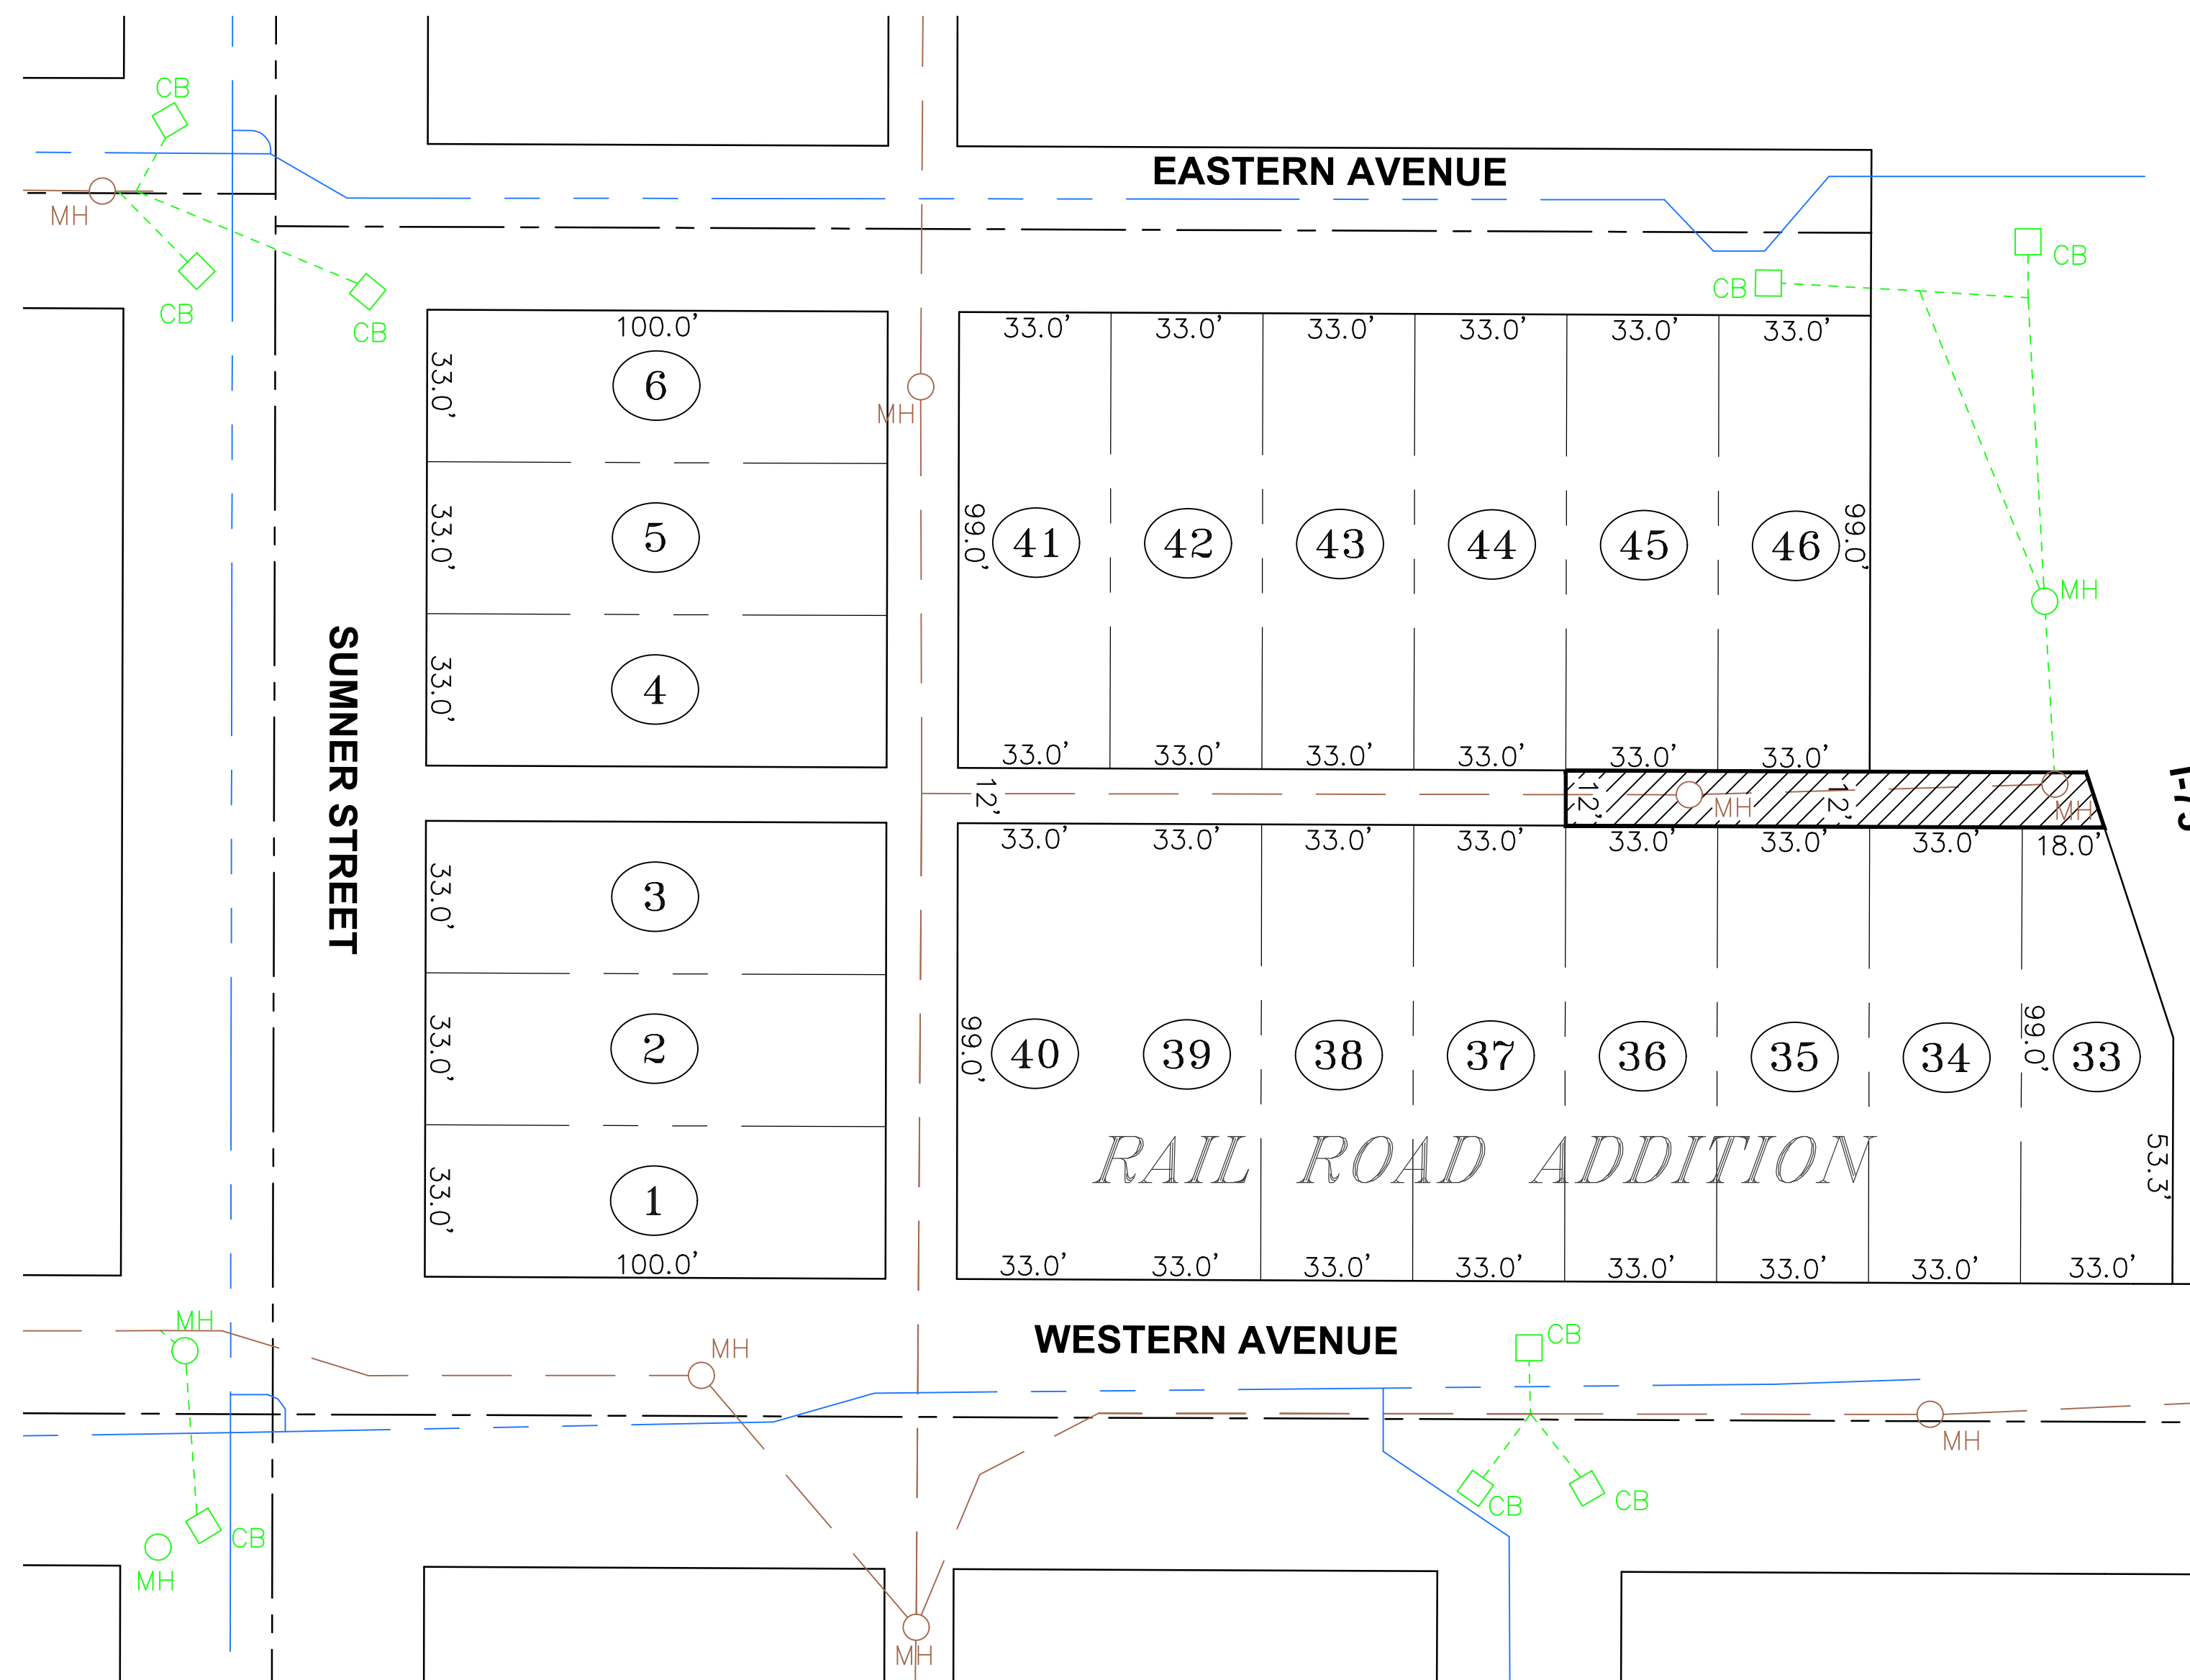 CB
EASTERN AVENUE
MH
CB
CB
CB
CB
CB
100.0'
33.0' 33.0' 33.0' 33.0' 33.0' 33.0'
33.0'
6
MH
33.0'
5
99.0'
41 42 43 44 45 46
99.0'
MH
33.0'
4
SUMNER STREET
33.0' 33.0' 33.0' 33.0' 33.0' 33.0'
12'
12'
MH
12'
MH
I-75
33.0' 33.0' 33.0' 33.0' 33.0' 33.0' 33.0' 18.0'
33.0'
3
33.0'
2
99.0'
40 39 38 37 36 35 34
99.0'
33
RAIL ROAD ADDITION
53.3'
33.0'
1
100.0'
33.0' 33.0' 33.0' 33.0' 33.0' 33.0' 33.0' 33.0'
MH
WESTERN AVENUE
MH
CB
MH
CB
CB
CB
MH
MH